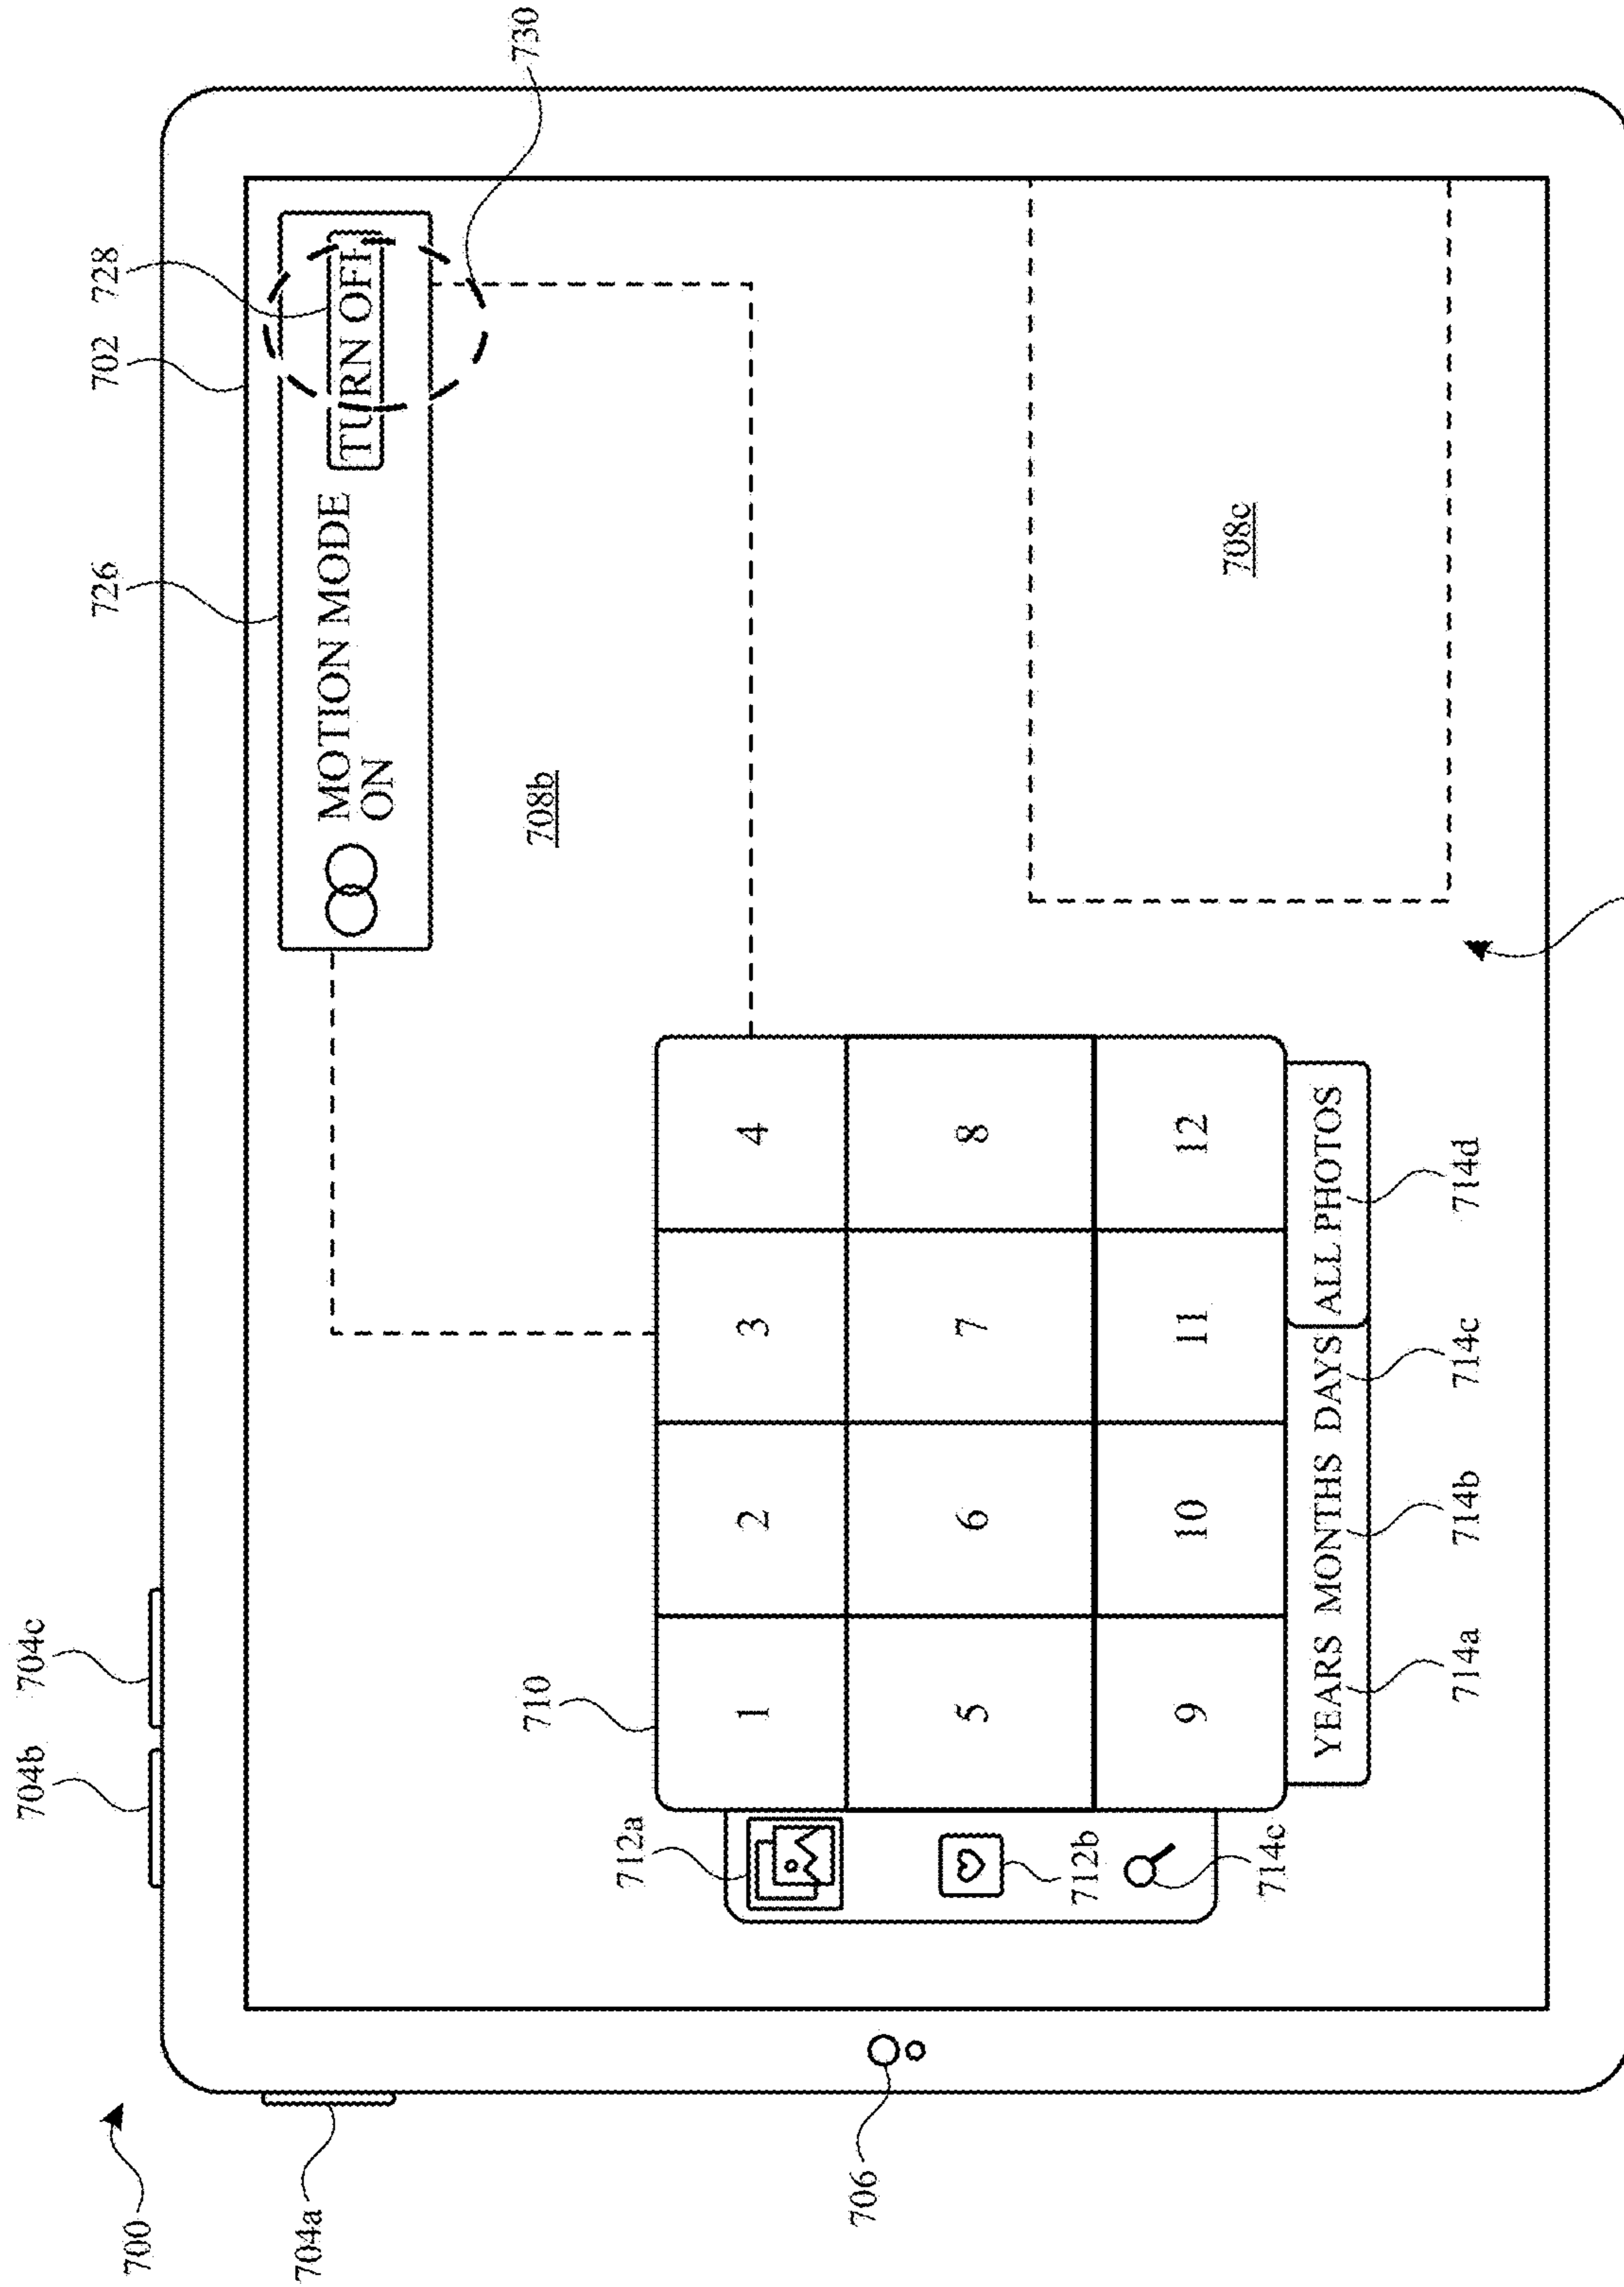 700
704a
704b
704c
726
702
728
730
MOTION MODE
ON
TURN OFF
710
708b
712a
1
2
3
4
706
5
6
7
8
712b
9
10
11
12
708c
714c
YEARS MONTHS DAYS ALL PHOTOS
714a
714b
714c
714d